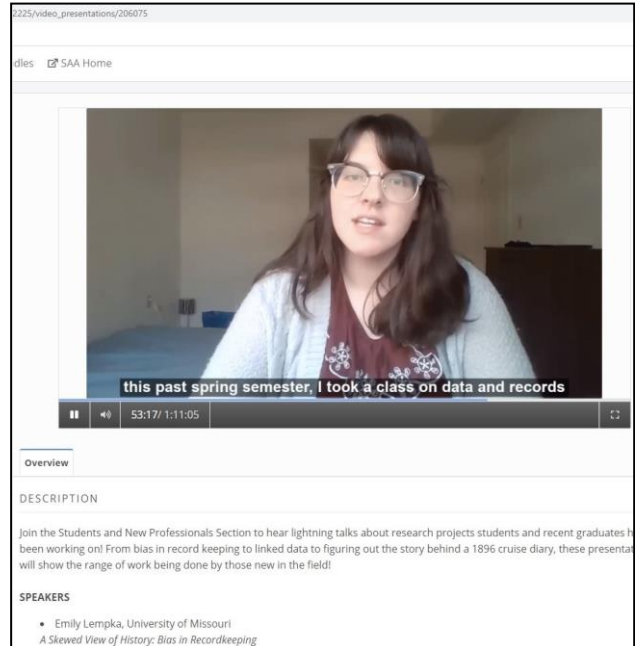 2225/video_presentations/206075
dles SAA Home
this past spring semester, I took a class on data and records
53:17/ 1:11:05
Overview
DESCRIPTION
Join the Students and New Professionals Section to hear lightning talks about research projects students and recent graduates h
been working on! From bias in record keeping to linked data to figuring out the story behind a 1896 cruise diary, these presentat
will show the range of work being done by those new in the field!
SPEAKERS
• Emily Lempka, University of Missouri
A Skewed View of History: Bias in Recordkeeping